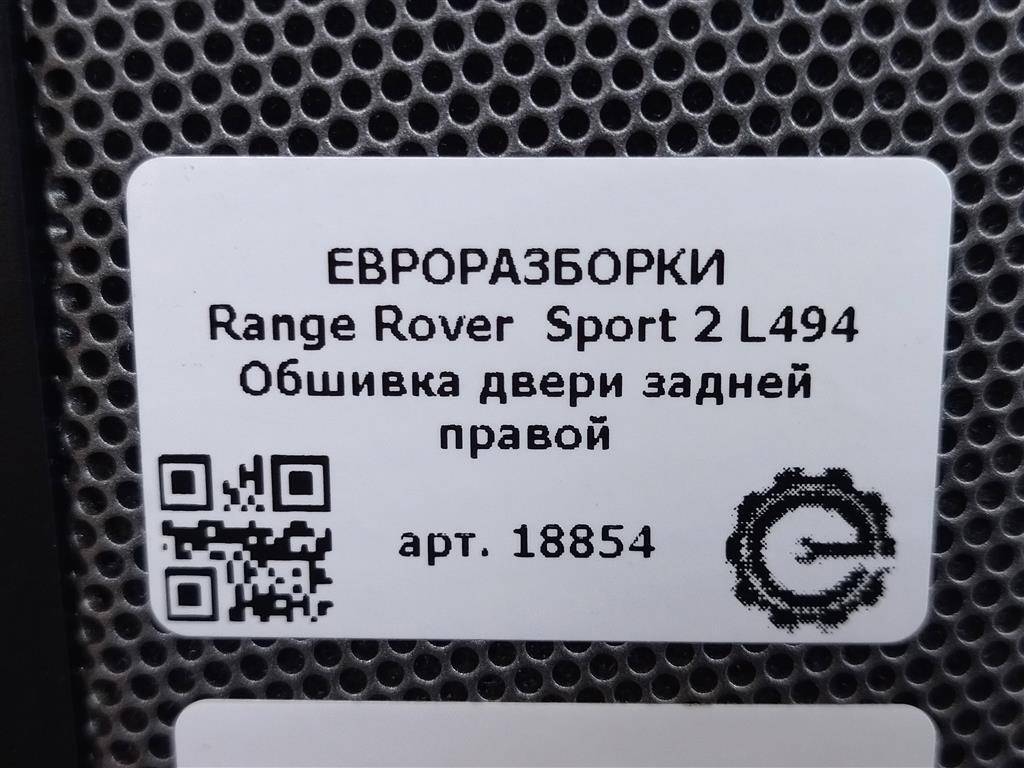 ЕВРОРАЗБОРКИ
Range Rover Sport 2 L494
Обшивка двери задней
правой
арт. 18854